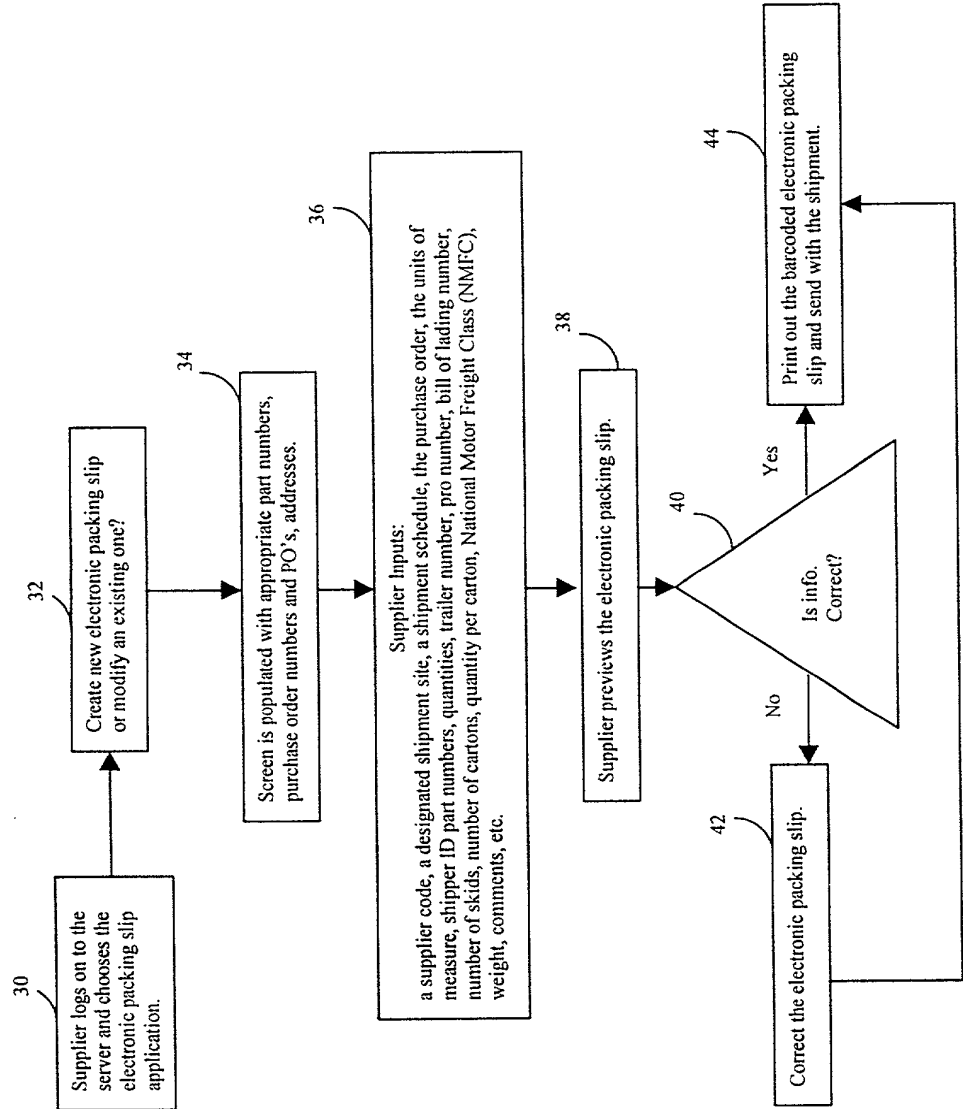 30
Supplier logs on to the
server and chooses the
electronic packing slip
application.
32
Create new electronic packing slip
or modify an existing one?
34
Screen is populated with appropriate part numbers,
purchase order numbers and PO's, addresses.
36
Supplier Inputs:
a supplier code, a designated shipment site, a shipment schedule, the purchase order, the units of
measure, shipper ID part numbers, quantities, trailer number, pro number, bill of lading number,
number of skids, number of cartons, quantity per carton, National Motor Freight Class (NMFC),
weight, comments, etc.
38
Supplier previews the electronic packing slip.
40
Is info.
Correct?
No
Yes
42
Correct the electronic packing slip.
44
Print out the barcoded electronic packing
slip and send with the shipment.